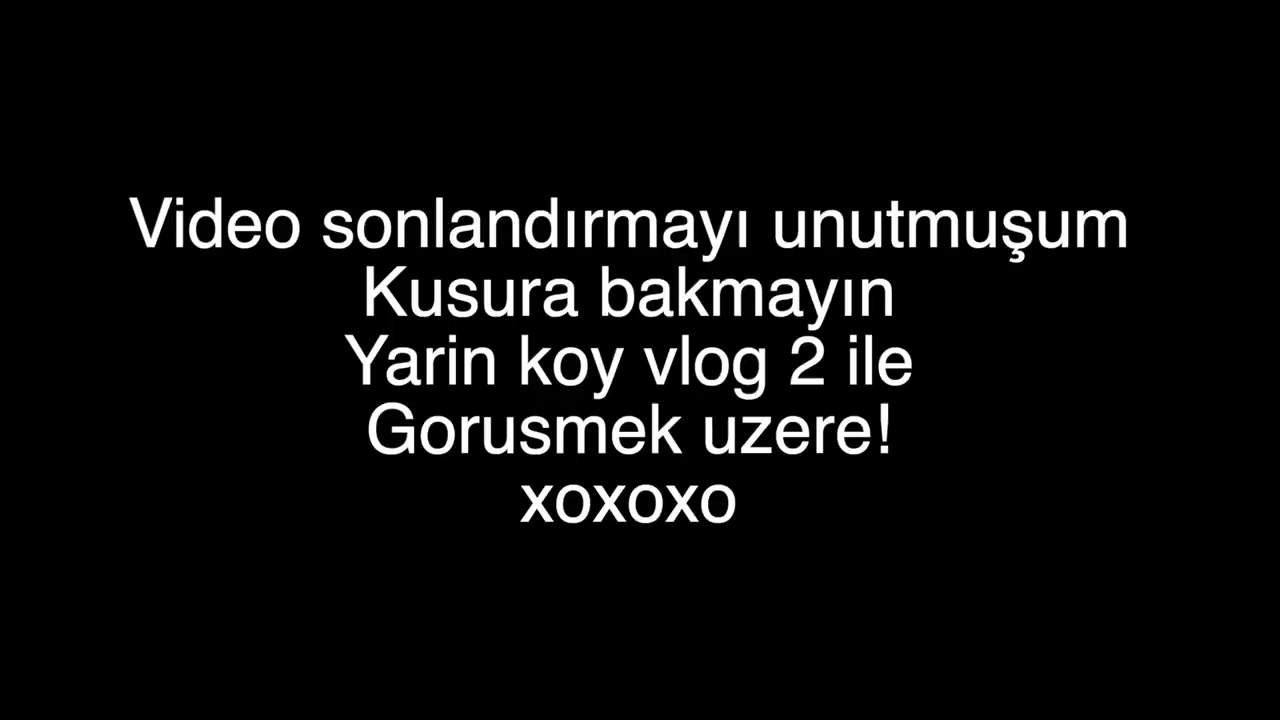 Video sonlandırmayı unutmuşum
Kusura bakmayın
Yarin koy vlog 2 ile
Gorusmek uzere!
xoxoxo